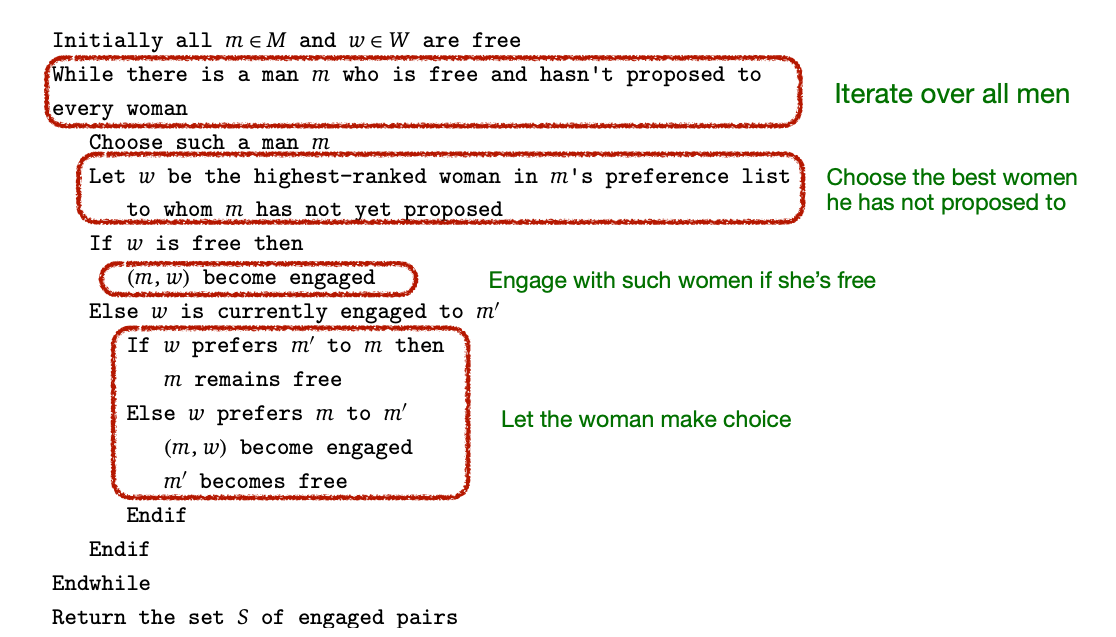 Initially all m ∈ M and w ∈ W are free
While there is a man m who is free and hasn't proposed to
every woman
Iterate over all men
Choose such a man m
Let w be the highest-ranked woman in m's preference list
to whom m has not yet proposed
Choose the best women
he has not proposed to
If w is free then
(m, w) become engaged
Engage with such women if she’s free
Else w is currently engaged to m′
If w prefers m′ to m then
m remains free
Else w prefers m to m′
(m, w) become engaged
m′ becomes free
Let the woman make choice
Endif
Endif
Endwhile
Return the set S of engaged pairs